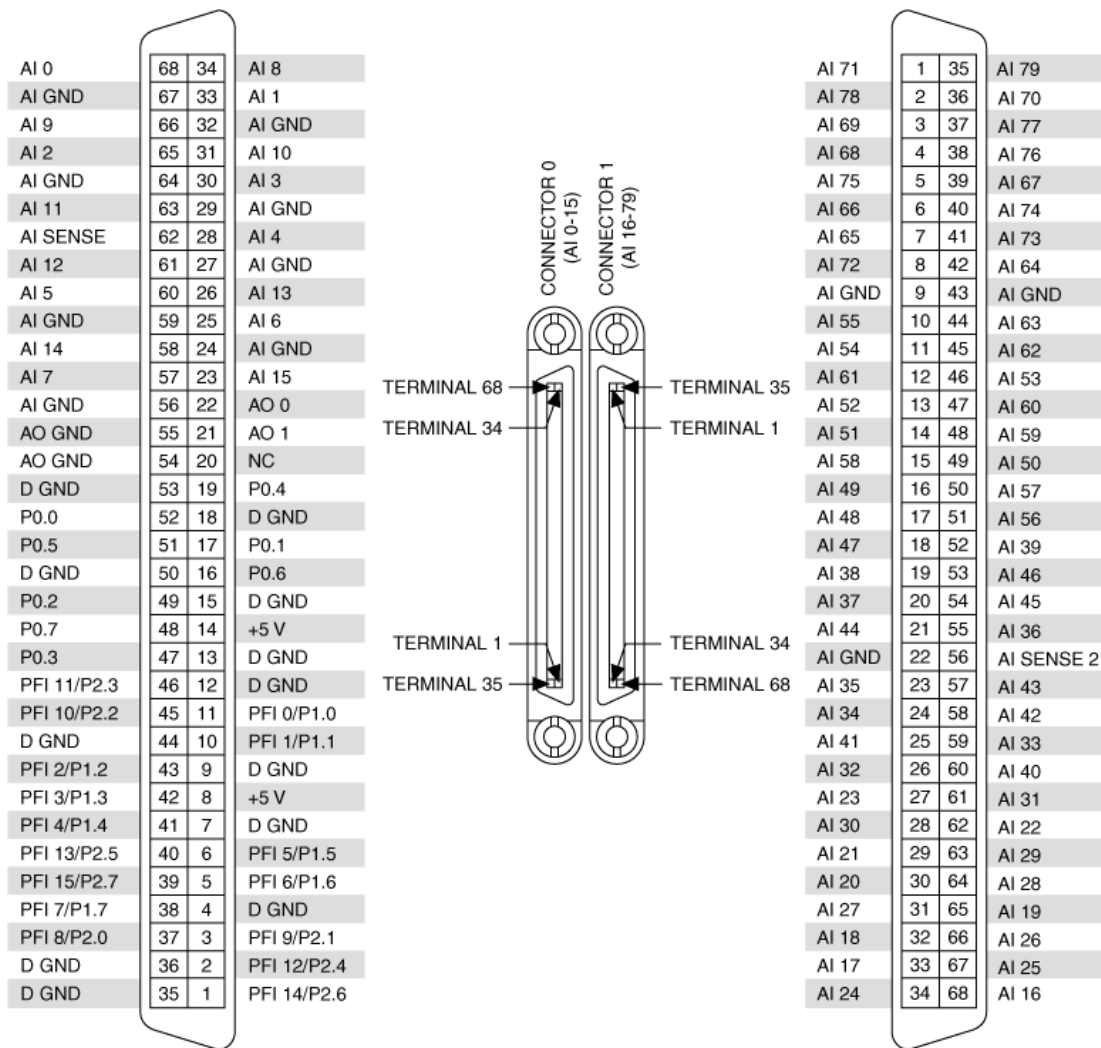 AI 0 68 34 AI 8
AI GND 67 33 AI 1
AI 9 66 32 AI GND
AI 2 65 31 AI 10
AI GND 64 30 AI 3
AI 11 63 29 AI GND
AI SENSE 62 28 AI 4
AI 12 61 27 AI GND
AI 5 60 26 AI 13
AI GND 59 25 AI 6
AI 14 58 24 AI GND
AI 7 57 23 AI 15
AI GND 56 22 AO 0
AO GND 55 21 AO 1
AO GND 54 20 NC
D GND 53 19 P0.4
P0.0 52 18 D GND
P0.5 51 17 P0.1
D GND 50 16 P0.6
P0.2 49 15 D GND
P0.7 48 14 +5 V
P0.3 47 13 D GND
PFI 11/P2.3 46 12 D GND
PFI 10/P2.2 45 11 PFI 0/P1.0
D GND 44 10 PFI 1/P1.1
PFI 2/P1.2 43 9 D GND
PFI 3/P1.3 42 8 +5 V
PFI 4/P1.4 41 7 D GND
PFI 13/P2.5 40 6 PFI 5/P1.5
PFI 15/P2.7 39 5 PFI 6/P1.6
PFI 7/P1.7 38 4 D GND
PFI 8/P2.0 37 3 PFI 9/P2.1
D GND 36 2 PFI 12/P2.4
D GND 35 1 PFI 14/P2.6
CONNECTOR 0
(AI 0-15)
CONNECTOR 1
(AI 16-79)
TERMINAL 68
TERMINAL 34
TERMINAL 35
TERMINAL 1
TERMINAL 1
TERMINAL 35
TERMINAL 34
TERMINAL 68
AI 71 1 35 AI 79
AI 78 2 36 AI 70
AI 69 3 37 AI 77
AI 68 4 38 AI 76
AI 75 5 39 AI 67
AI 66 6 40 AI 74
AI 65 7 41 AI 73
AI 72 8 42 AI 64
AI GND 9 43 AI GND
AI 55 10 44 AI 63
AI 54 11 45 AI 62
AI 61 12 46 AI 53
AI 52 13 47 AI 60
AI 51 14 48 AI 59
AI 58 15 49 AI 50
AI 49 16 50 AI 57
AI 48 17 51 AI 56
AI 47 18 52 AI 39
AI 38 19 53 AI 46
AI 37 20 54 AI 45
AI 44 21 55 AI 36
AI GND 22 56 AI SENSE 2
AI 35 23 57 AI 43
AI 34 24 58 AI 42
AI 41 25 59 AI 33
AI 32 26 60 AI 40
AI 23 27 61 AI 31
AI 30 28 62 AI 22
AI 21 29 63 AI 29
AI 20 30 64 AI 28
AI 27 31 65 AI 19
AI 18 32 66 AI 26
AI 17 33 67 AI 25
AI 24 34 68 AI 16